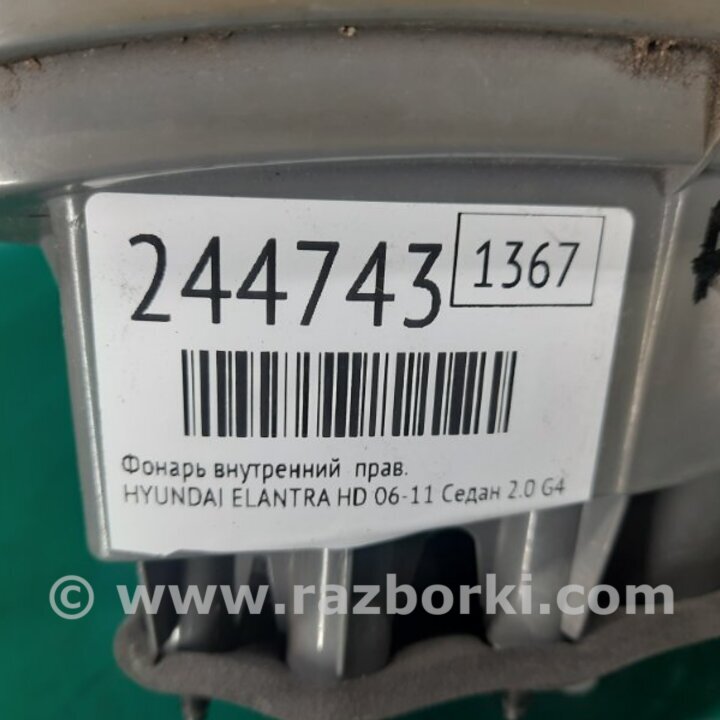 244743 1367
Фонарь внутренний прав.
HYUNDAI ELANTRA HD 06-11 Седан 2.0 G4
© www.razborki.com